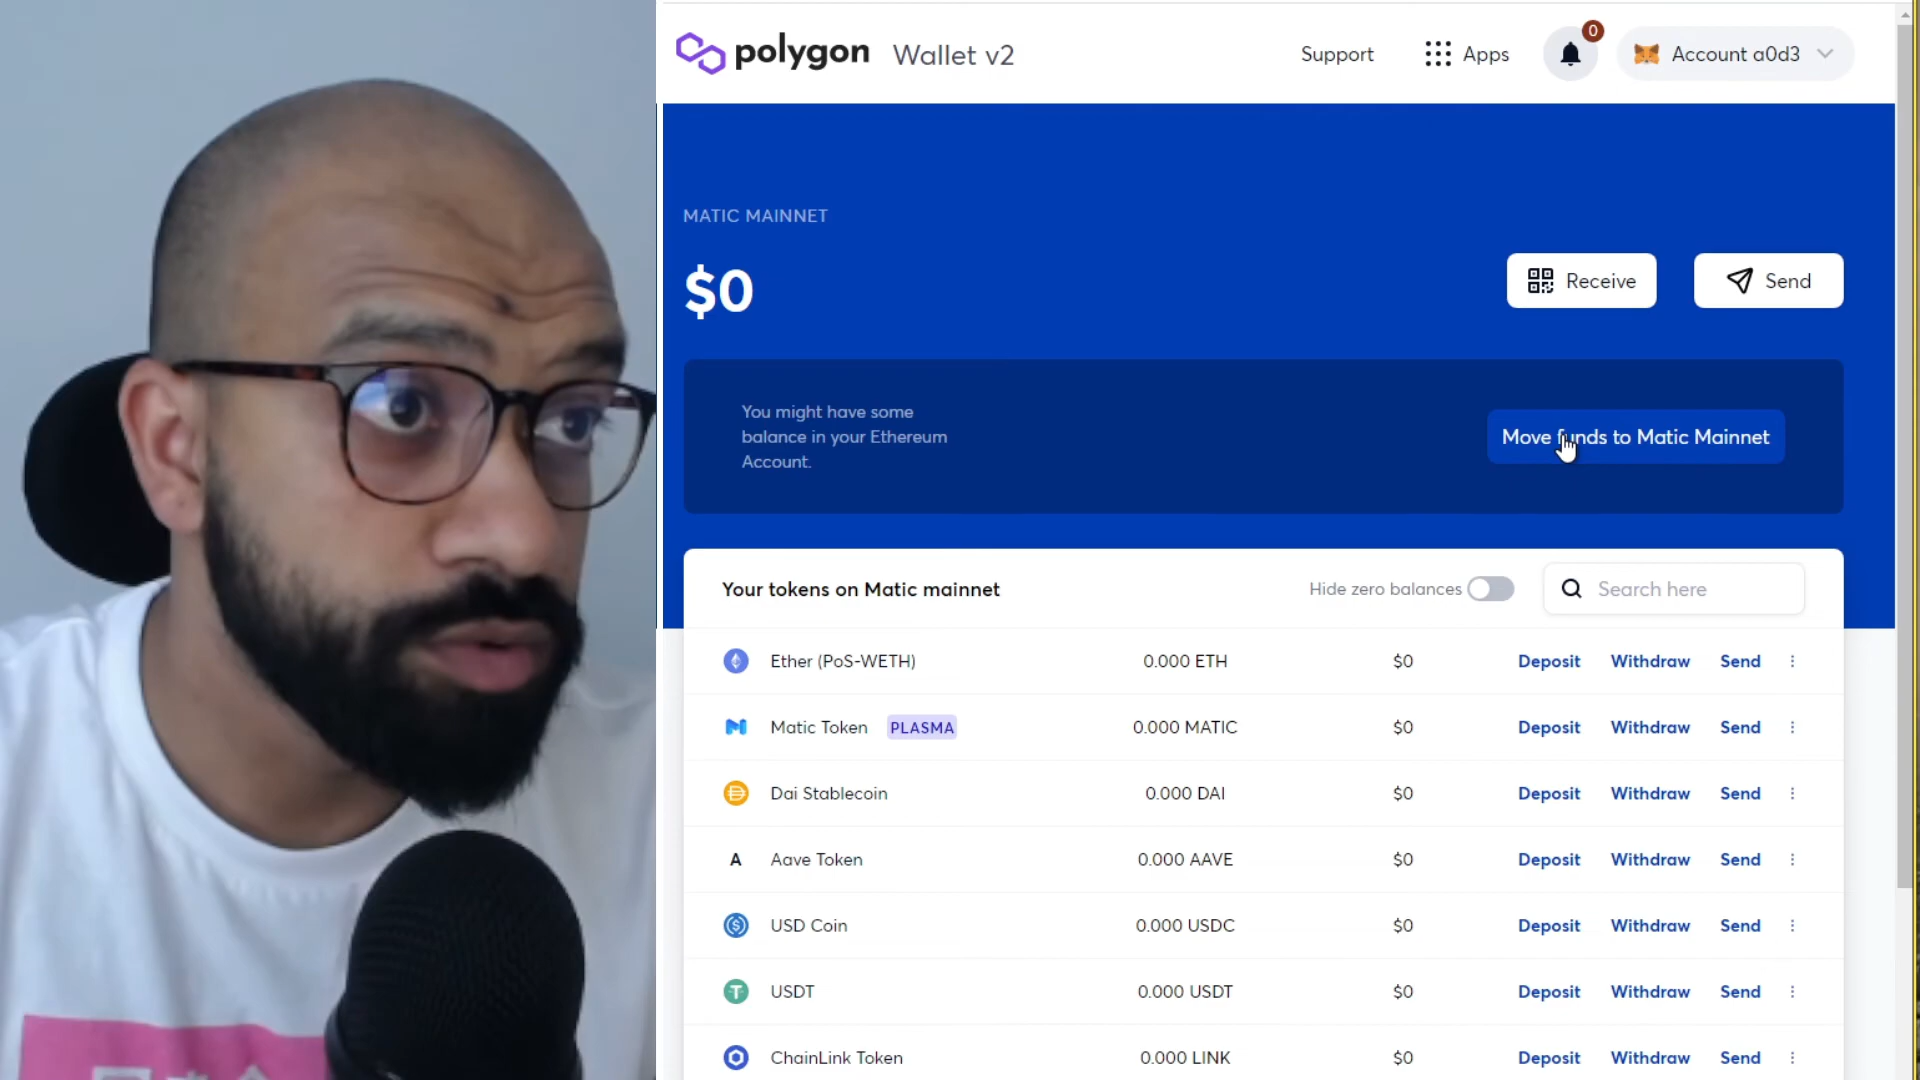 polygon Wallet v2
Support
Apps
0
Account a0d3
MATIC MAINNET
$0
Receive
Send
You might have some
balance in your Ethereum
Account.
Move funds to Matic Mainnet
Your tokens on Matic mainnet
Hide zero balances
Search here
Ether (PoS-WETH) 0.000 ETH $0 Deposit Withdraw Send
Matic Token PLASMA 0.000 MATIC $0 Deposit Withdraw Send
Dai Stablecoin 0.000 DAI $0 Deposit Withdraw Send
A Aave Token 0.000 AAVE $0 Deposit Withdraw Send
USD Coin 0.000 USDC $0 Deposit Withdraw Send
USDT 0.000 USDT $0 Deposit Withdraw Send
ChainLink Token 0.000 LINK $0 Deposit Withdraw Send